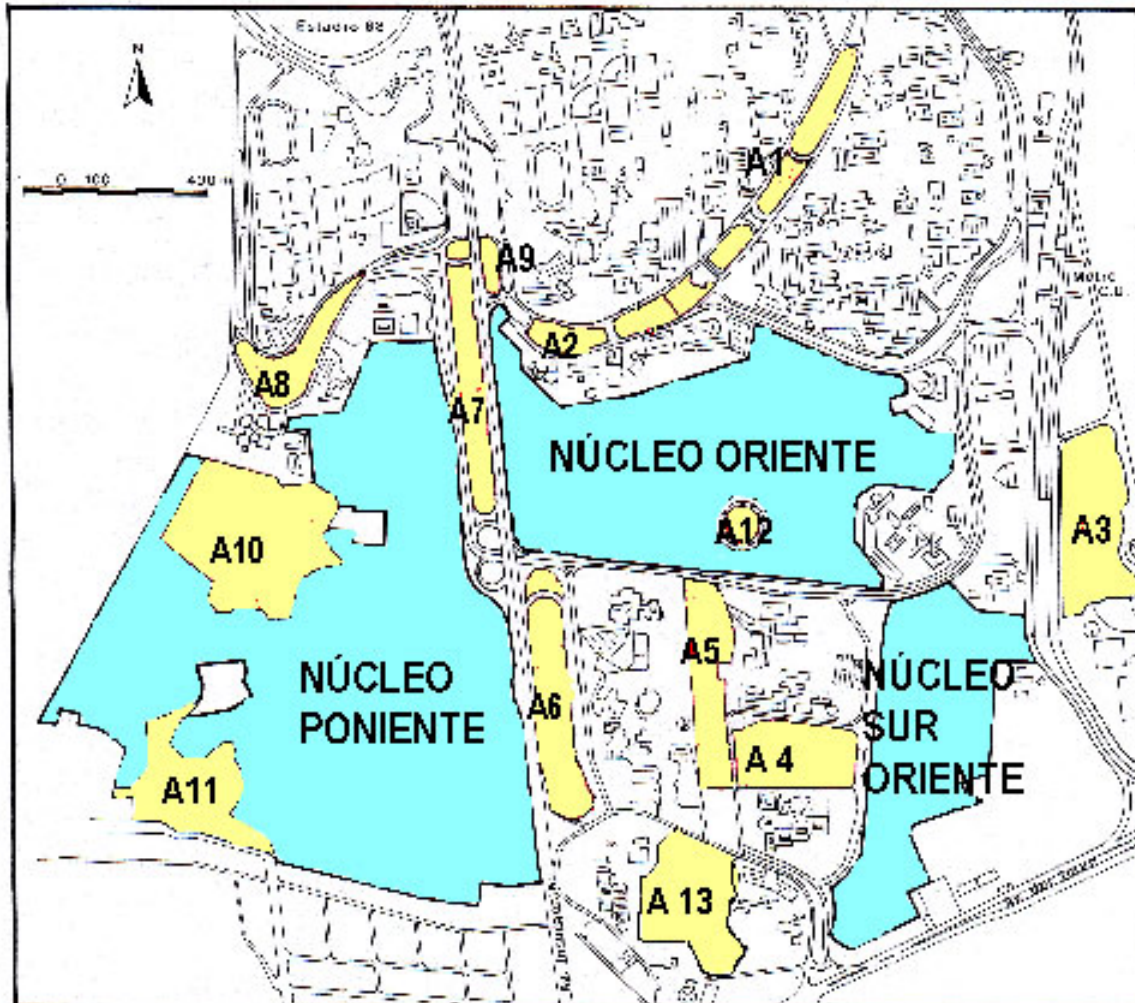 Estadio 68
N
0 100 400 m
A1
A9
Metro
C.U.
A2
A8
A7
NÚCLEO ORIENTE
A12
A3
A10
A5
NÚCLEO
PONIENTE
A6
NÚCLEO
SUR
ORIENTE
A 4
A11
A 13